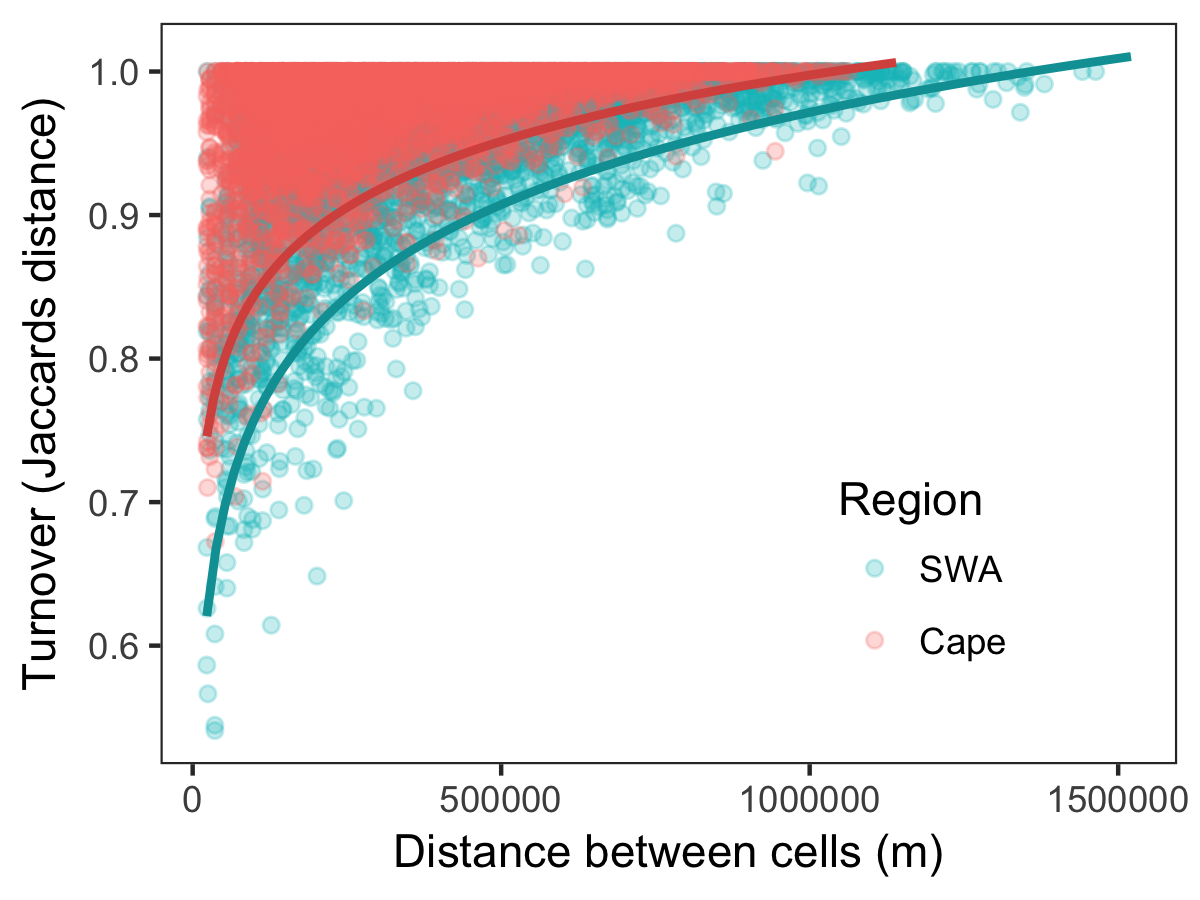 Turnover (Jaccards distance)
1.0
0.9
0.8
0.7
0.6
Region
SWA
Cape
0
500000
1000000
1500000
Distance between cells (m)